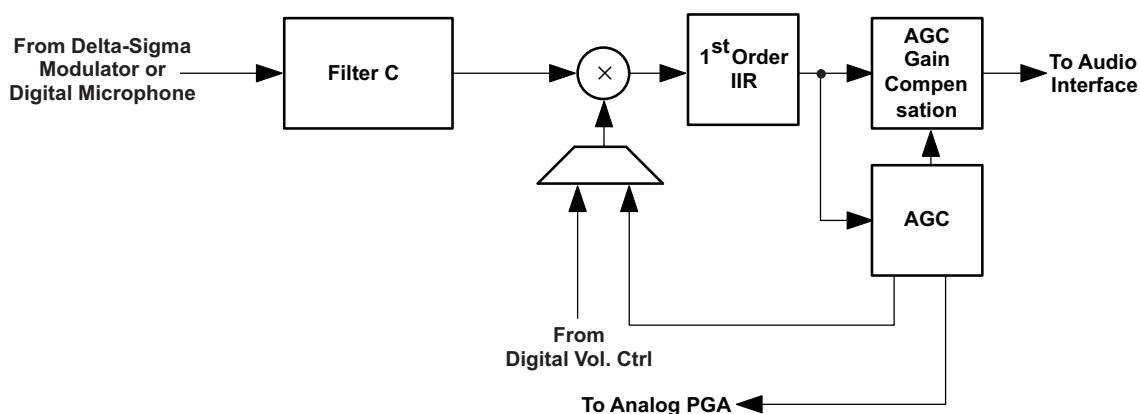 From Delta-Sigma
Modulator or
Digital Microphone
Filter C
×
1st Order
IIR
AGC
Gain
Compen
sation
To Audio
Interface
AGC
From
Digital Vol. Ctrl
To Analog PGA